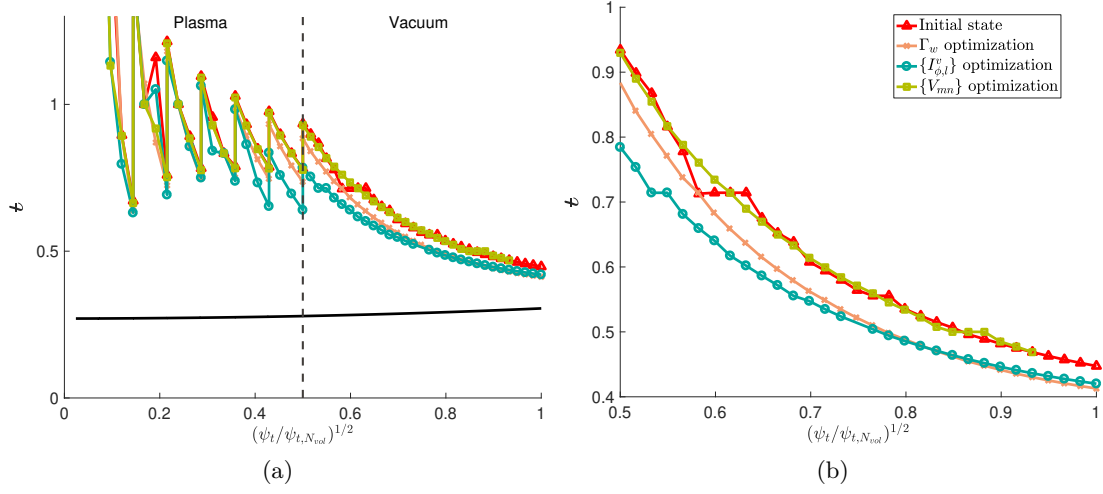 Plasma
Vacuum
1
0.5
0
ι
0
0.2
0.4
0.6
0.8
1
(ψ_t/ψ_{t,N_{vol}})^{1/2}
(a)
Initial state
Γ_w optimization
{I^v_{ϕ,l}} optimization
{V_{mn}} optimization
1
0.9
0.8
0.7
0.6
0.5
0.4
ι
0.5
0.6
0.7
0.8
0.9
1
(ψ_t/ψ_{t,N_{vol}})^{1/2}
(b)